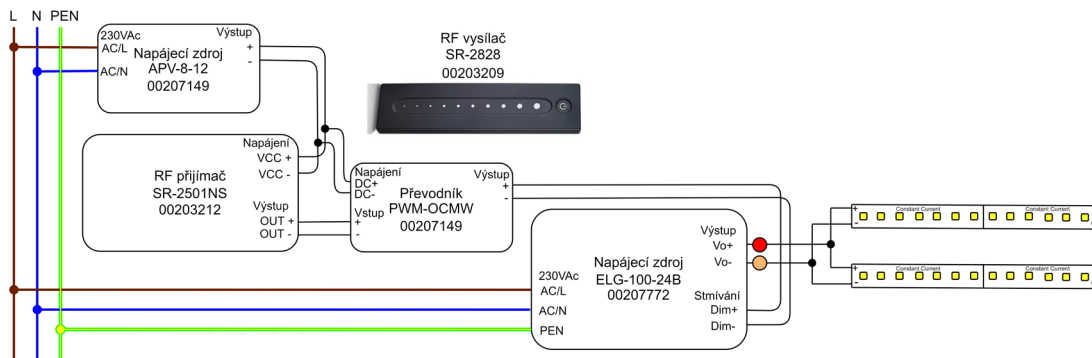 L N PEN
230VAc
AC/L
AC/N
Napájecí zdroj
APV-8-12
00207149
Výstup
+
-
RF vysílač
SR-2828
00203209
RF přijímač
SR-2501NS
00203212
Napájení
VCC +
VCC -
Výstup
OUT +
OUT -
Napájení
DC+
DC-
Vstup
+
-
Převodník
PWM-OCMW
00207149
Výstup
+
-
230VAc
AC/L
AC/N
PEN
Napájecí zdroj
ELG-100-24B
00207772
Výstup
Vo+
Vo-
Stmívání
Dim+
Dim-
+
-
Constant Current
Constant Current
+
-
Constant Current
Constant Current